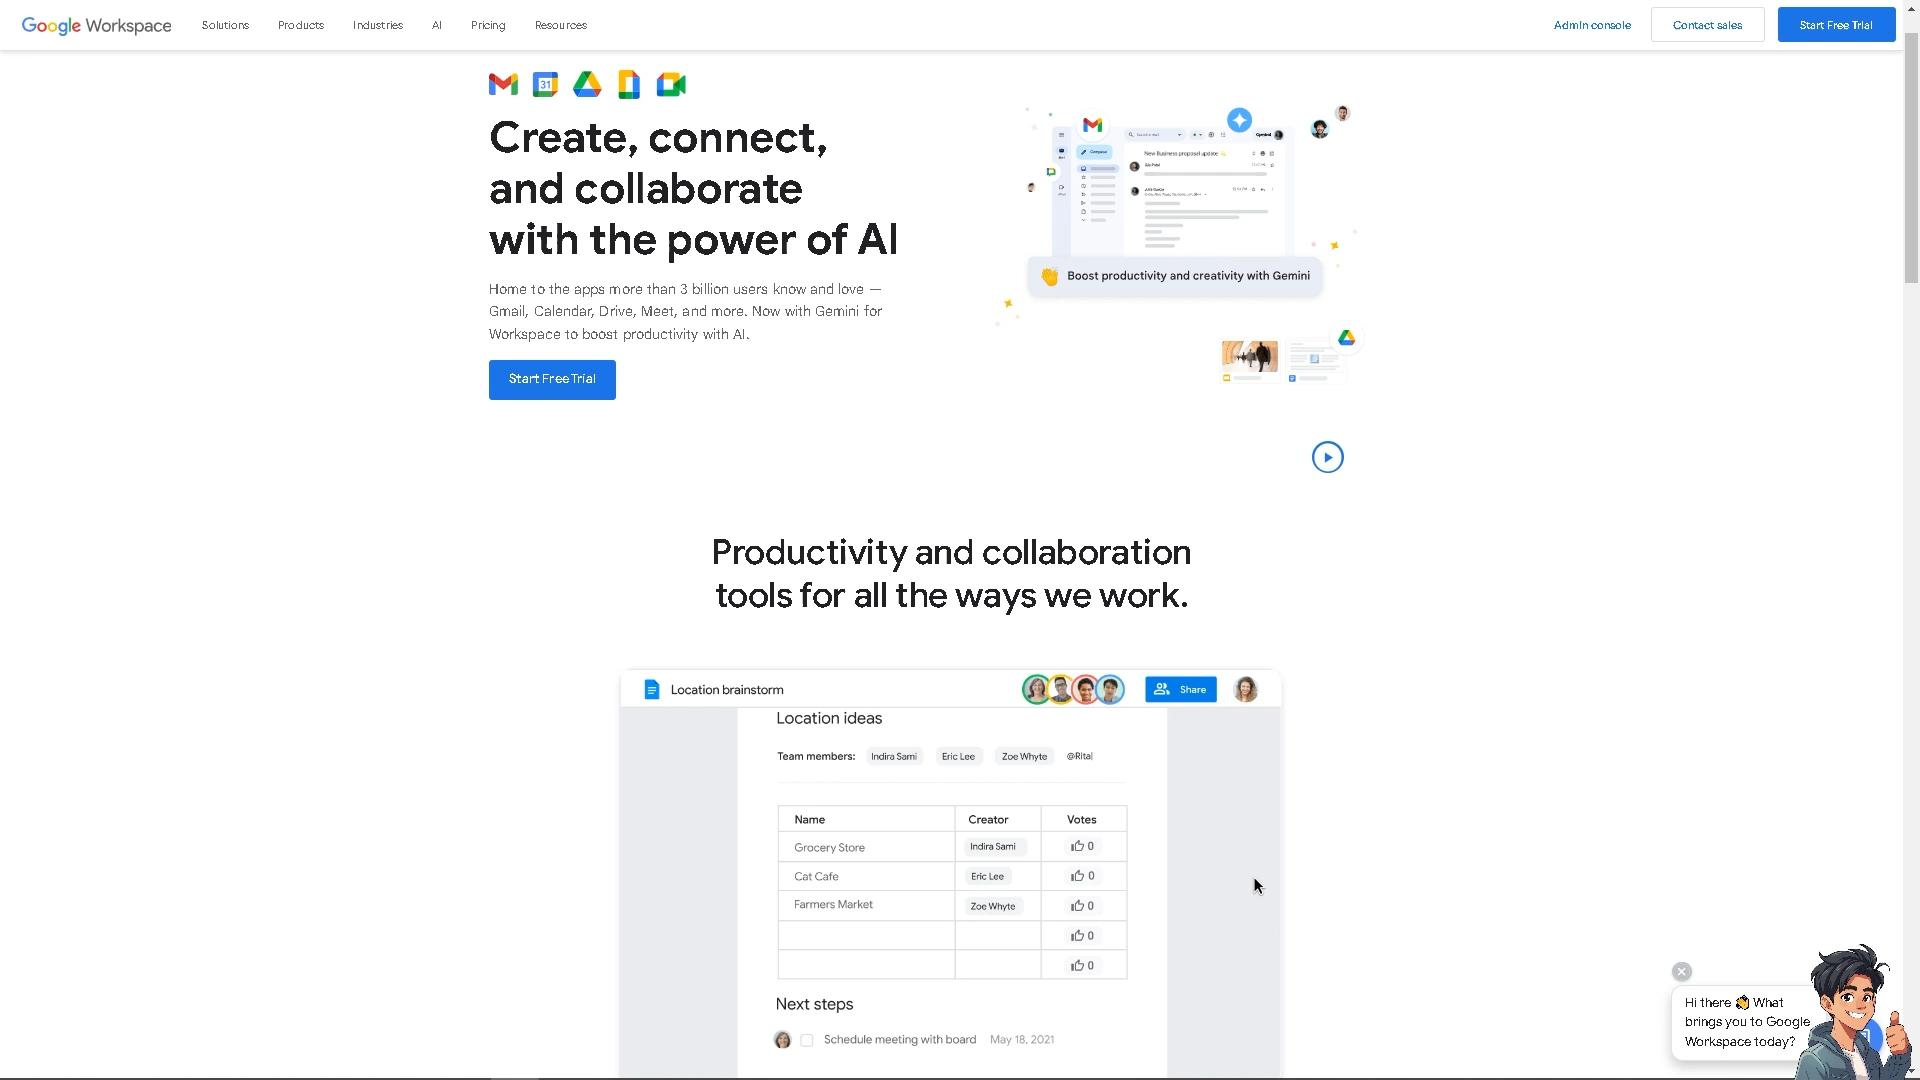 Google Workspace Solutions Products Industries AI Pricing Resources Admin console Contact sales Start Free Trial
31
Create, connect,
and collaborate
with the power of AI
Home to the apps more than 3 billion users know and love —
Gmail, Calendar, Drive, Meet, and more. Now with Gemini for
Workspace to boost productivity with AI.
Start Free Trial
Compose
New Business proposal update
Boost productivity and creativity with Gemini
Productivity and collaboration
tools for all the ways we work.
Location brainstorm Share
Location ideas
Team members: Indira Sami Eric Lee Zoe Whyte @Rita
Name Creator Votes
Grocery Store Indira Sami 0
Cat Cafe Eric Lee 0
Farmers Market Zoe Whyte 0
0
0
Next steps
Schedule meeting with board May 18, 2021
Hi there 👋 What
brings you to Google
Workspace today?